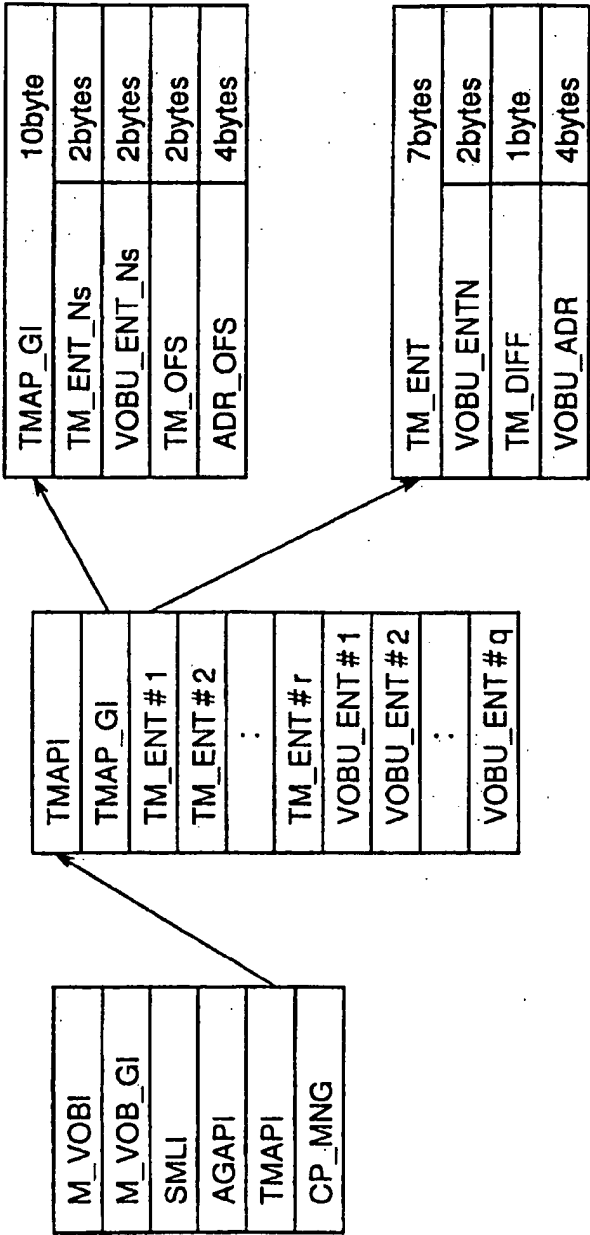 M_VOBI
M_VOB_GI
SMLI
AGAPI
TMAPI
CP_MNG
TMAPI
TMAP_GI
TM_ENT#1
TM_ENT#2
:
TM_ENT#r
VOBU_ENT#1
VOBU_ENT#2
:
VOBU_ENT#q
TMAP_GI 10byte
TM_ENT_Ns 2bytes
VOBU_ENT_Ns 2bytes
TM_OFS 2bytes
ADR_OFS 4bytes
TM_ENT 7bytes
VOBU_ENTN 2bytes
TM_DIFF 1byte
VOBU_ADR 4bytes